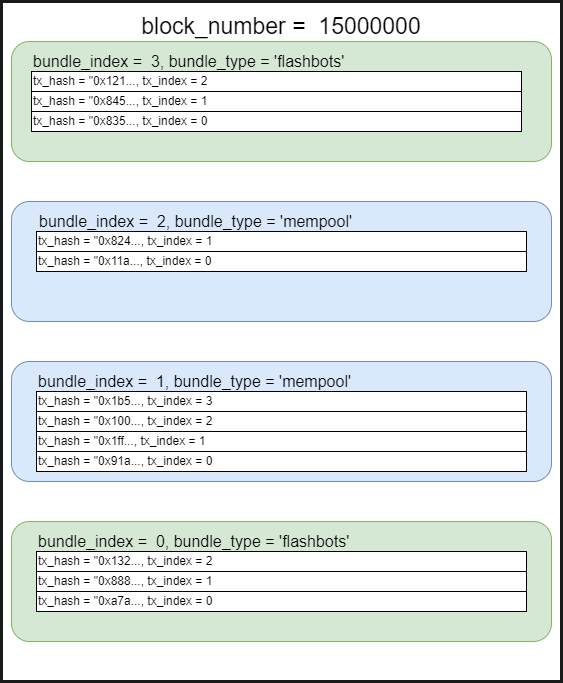 block_number = 15000000
bundle_index = 3, bundle_type = 'flashbots'
tx_hash = "0x121..., tx_index = 2
tx_hash = "0x845..., tx_index = 1
tx_hash = "0x835..., tx_index = 0
bundle_index = 2, bundle_type = 'mempool'
tx_hash = "0x824..., tx_index = 1
tx_hash = "0x11a..., tx_index = 0
bundle_index = 1, bundle_type = 'mempool'
tx_hash = "0x1b5..., tx_index = 3
tx_hash = "0x100..., tx_index = 2
tx_hash = "0x1ff..., tx_index = 1
tx_hash = "0x91a..., tx_index = 0
bundle_index = 0, bundle_type = 'flashbots'
tx_hash = "0x132..., tx_index = 2
tx_hash = "0x888..., tx_index = 1
tx_hash = "0xa7a..., tx_index = 0